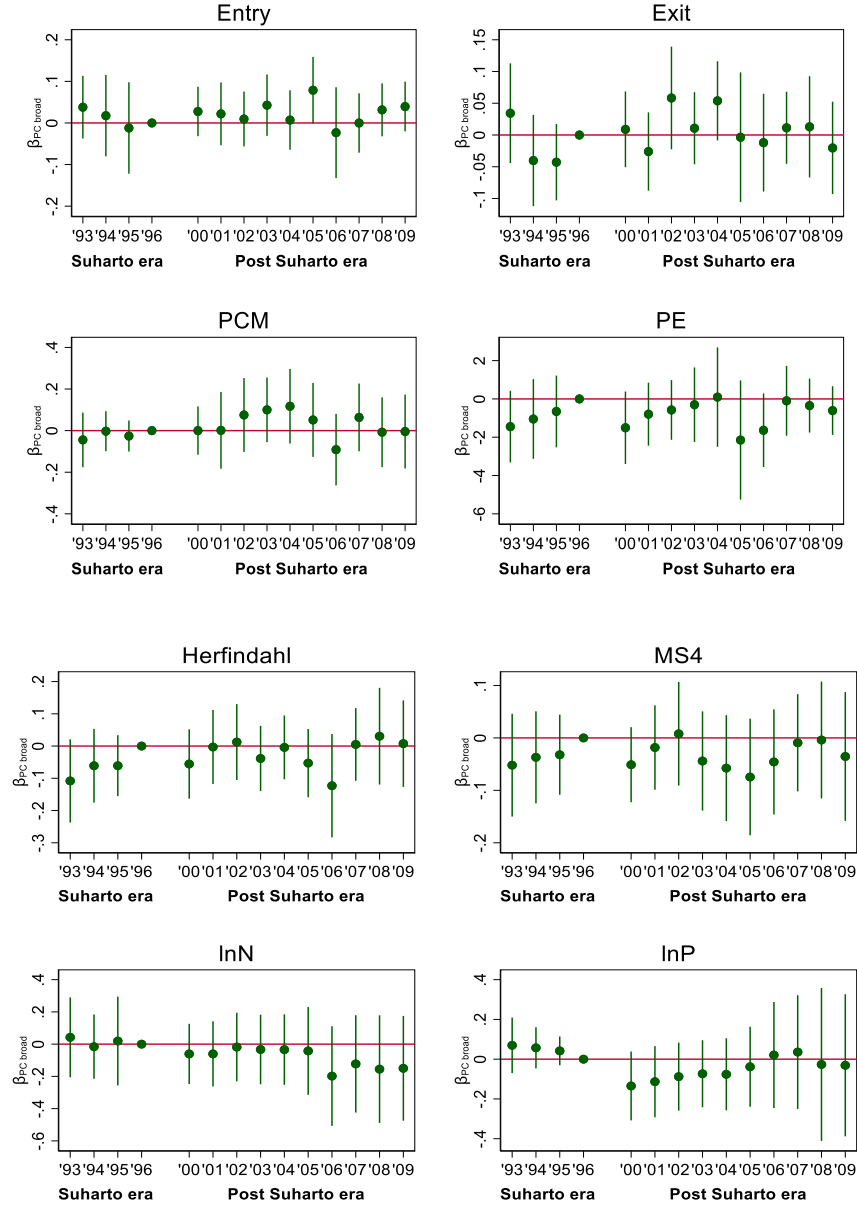 Entry
Exit
.2
.1
0
-.1
-.2
βPC broad
'93 '94 '95 '96 '00 '01 '02 '03 '04 '05 '06 '07 '08 '09
Suharto era Post Suharto era
.15
.1
.05
0
-.05
-.1
βPC broad
'93 '94 '95 '96 '00 '01 '02 '03 '04 '05 '06 '07 '08 '09
Suharto era Post Suharto era
PCM
PE
.4
.2
0
-.2
-.4
βPC broad
'93 '94 '95 '96 '00 '01 '02 '03 '04 '05 '06 '07 '08 '09
Suharto era Post Suharto era
2
0
-2
-4
-6
βPC broad
'93 '94 '95 '96 '00 '01 '02 '03 '04 '05 '06 '07 '08 '09
Suharto era Post Suharto era
Herfindahl
MS4
.2
.1
0
-.1
-.2
-.3
βPC broad
'93 '94 '95 '96 '00 '01 '02 '03 '04 '05 '06 '07 '08 '09
Suharto era Post Suharto era
.1
0
-.1
-.2
βPC broad
'93 '94 '95 '96 '00 '01 '02 '03 '04 '05 '06 '07 '08 '09
Suharto era Post Suharto era
lnN
lnP
.4
.2
0
-.2
-.4
-.6
βPC broad
'93 '94 '95 '96 '00 '01 '02 '03 '04 '05 '06 '07 '08 '09
Suharto era Post Suharto era
.4
.2
0
-.2
-.4
βPC broad
'93 '94 '95 '96 '00 '01 '02 '03 '04 '05 '06 '07 '08 '09
Suharto era Post Suharto era